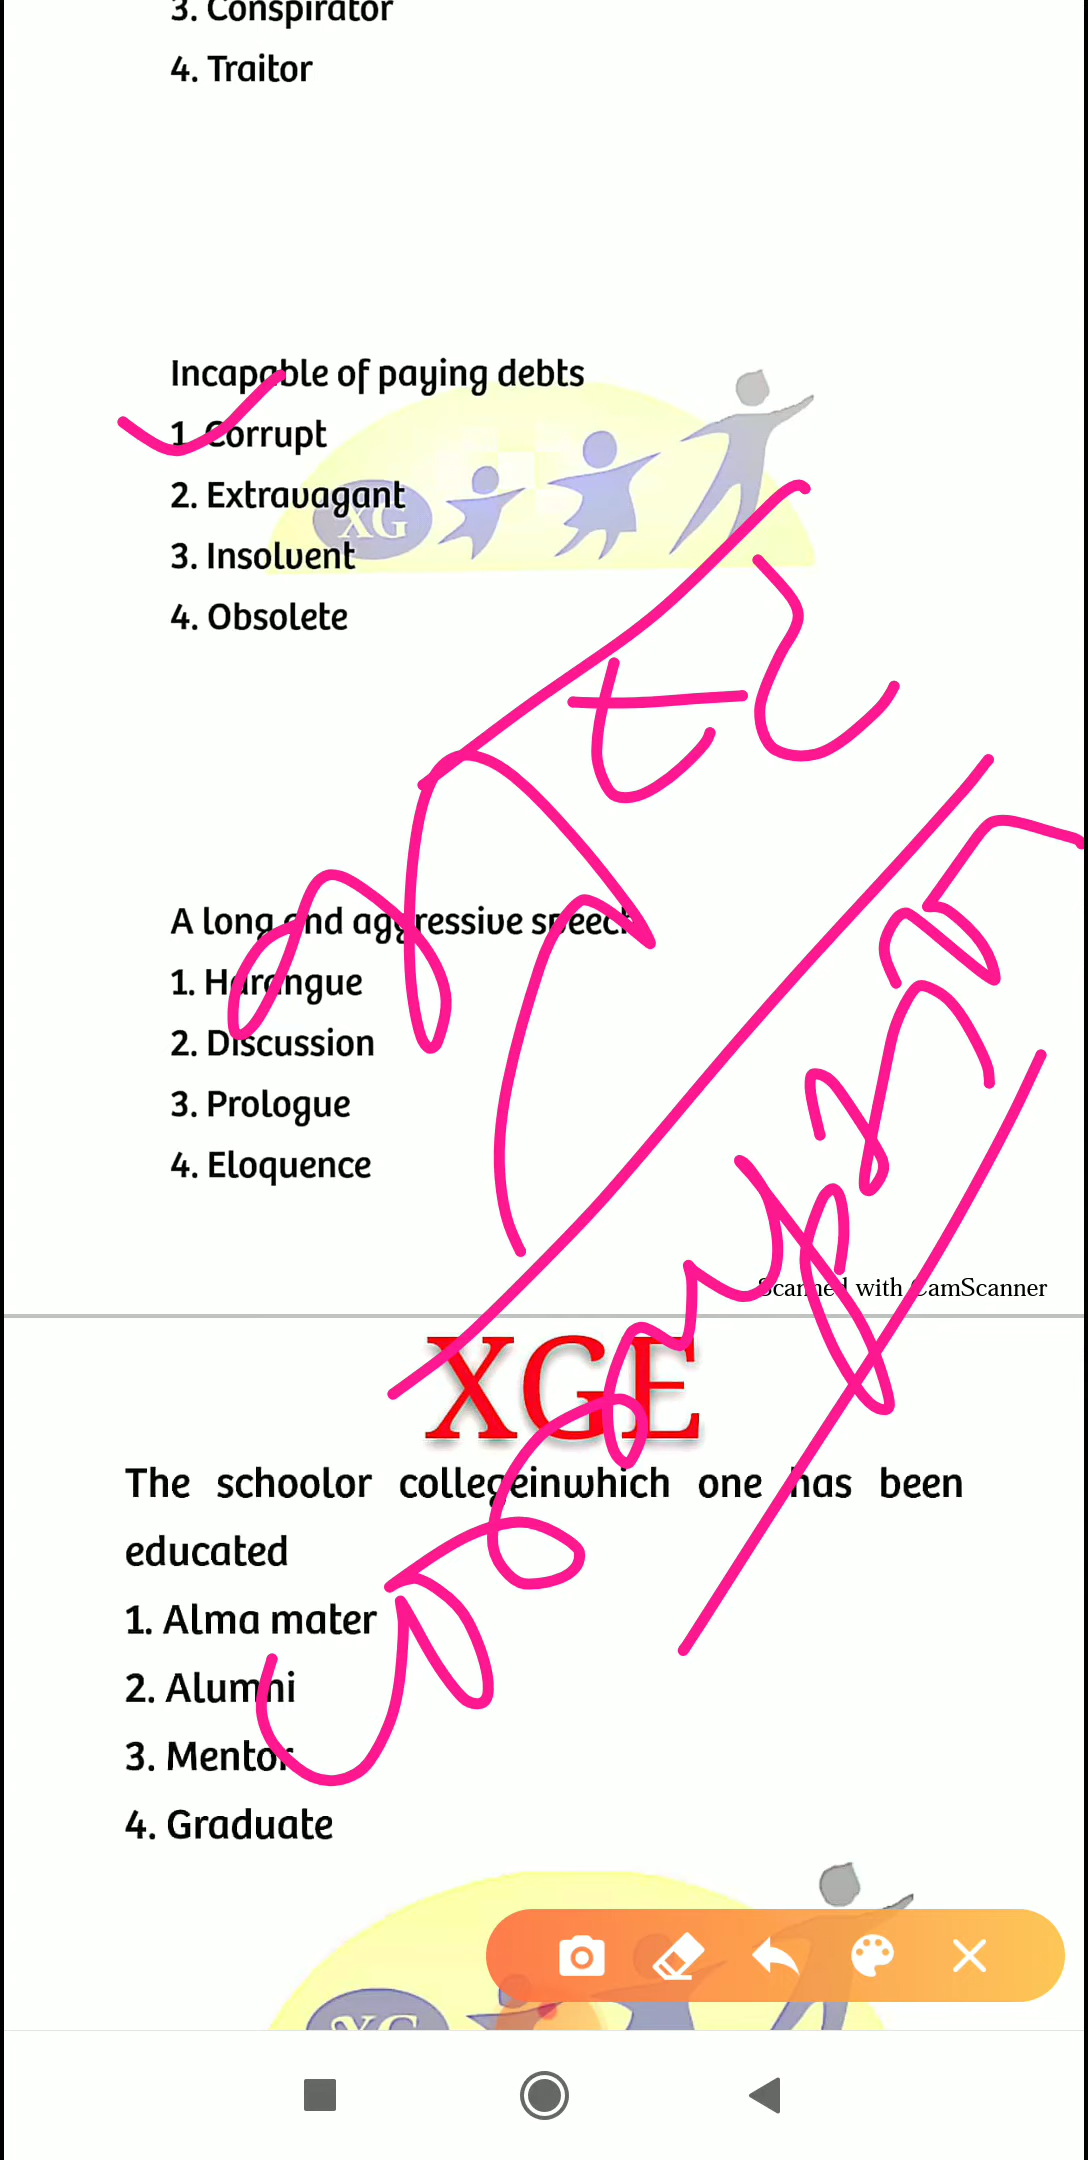 3. Conspirator
4. Traitor
Incapable of paying debts
1. Corrupt
2. Extravagant
XG
3. Insolvent
4. Obsolete
A long and aggressive speech
1. Harangue
2. Discussion
3. Prologue
4. Eloquence
Scanned with CamScanner
XGE
The schoolor collegeinwhich one has been
educated
1. Alma mater
2. Alumni
3. Mentor
4. Graduate
XG